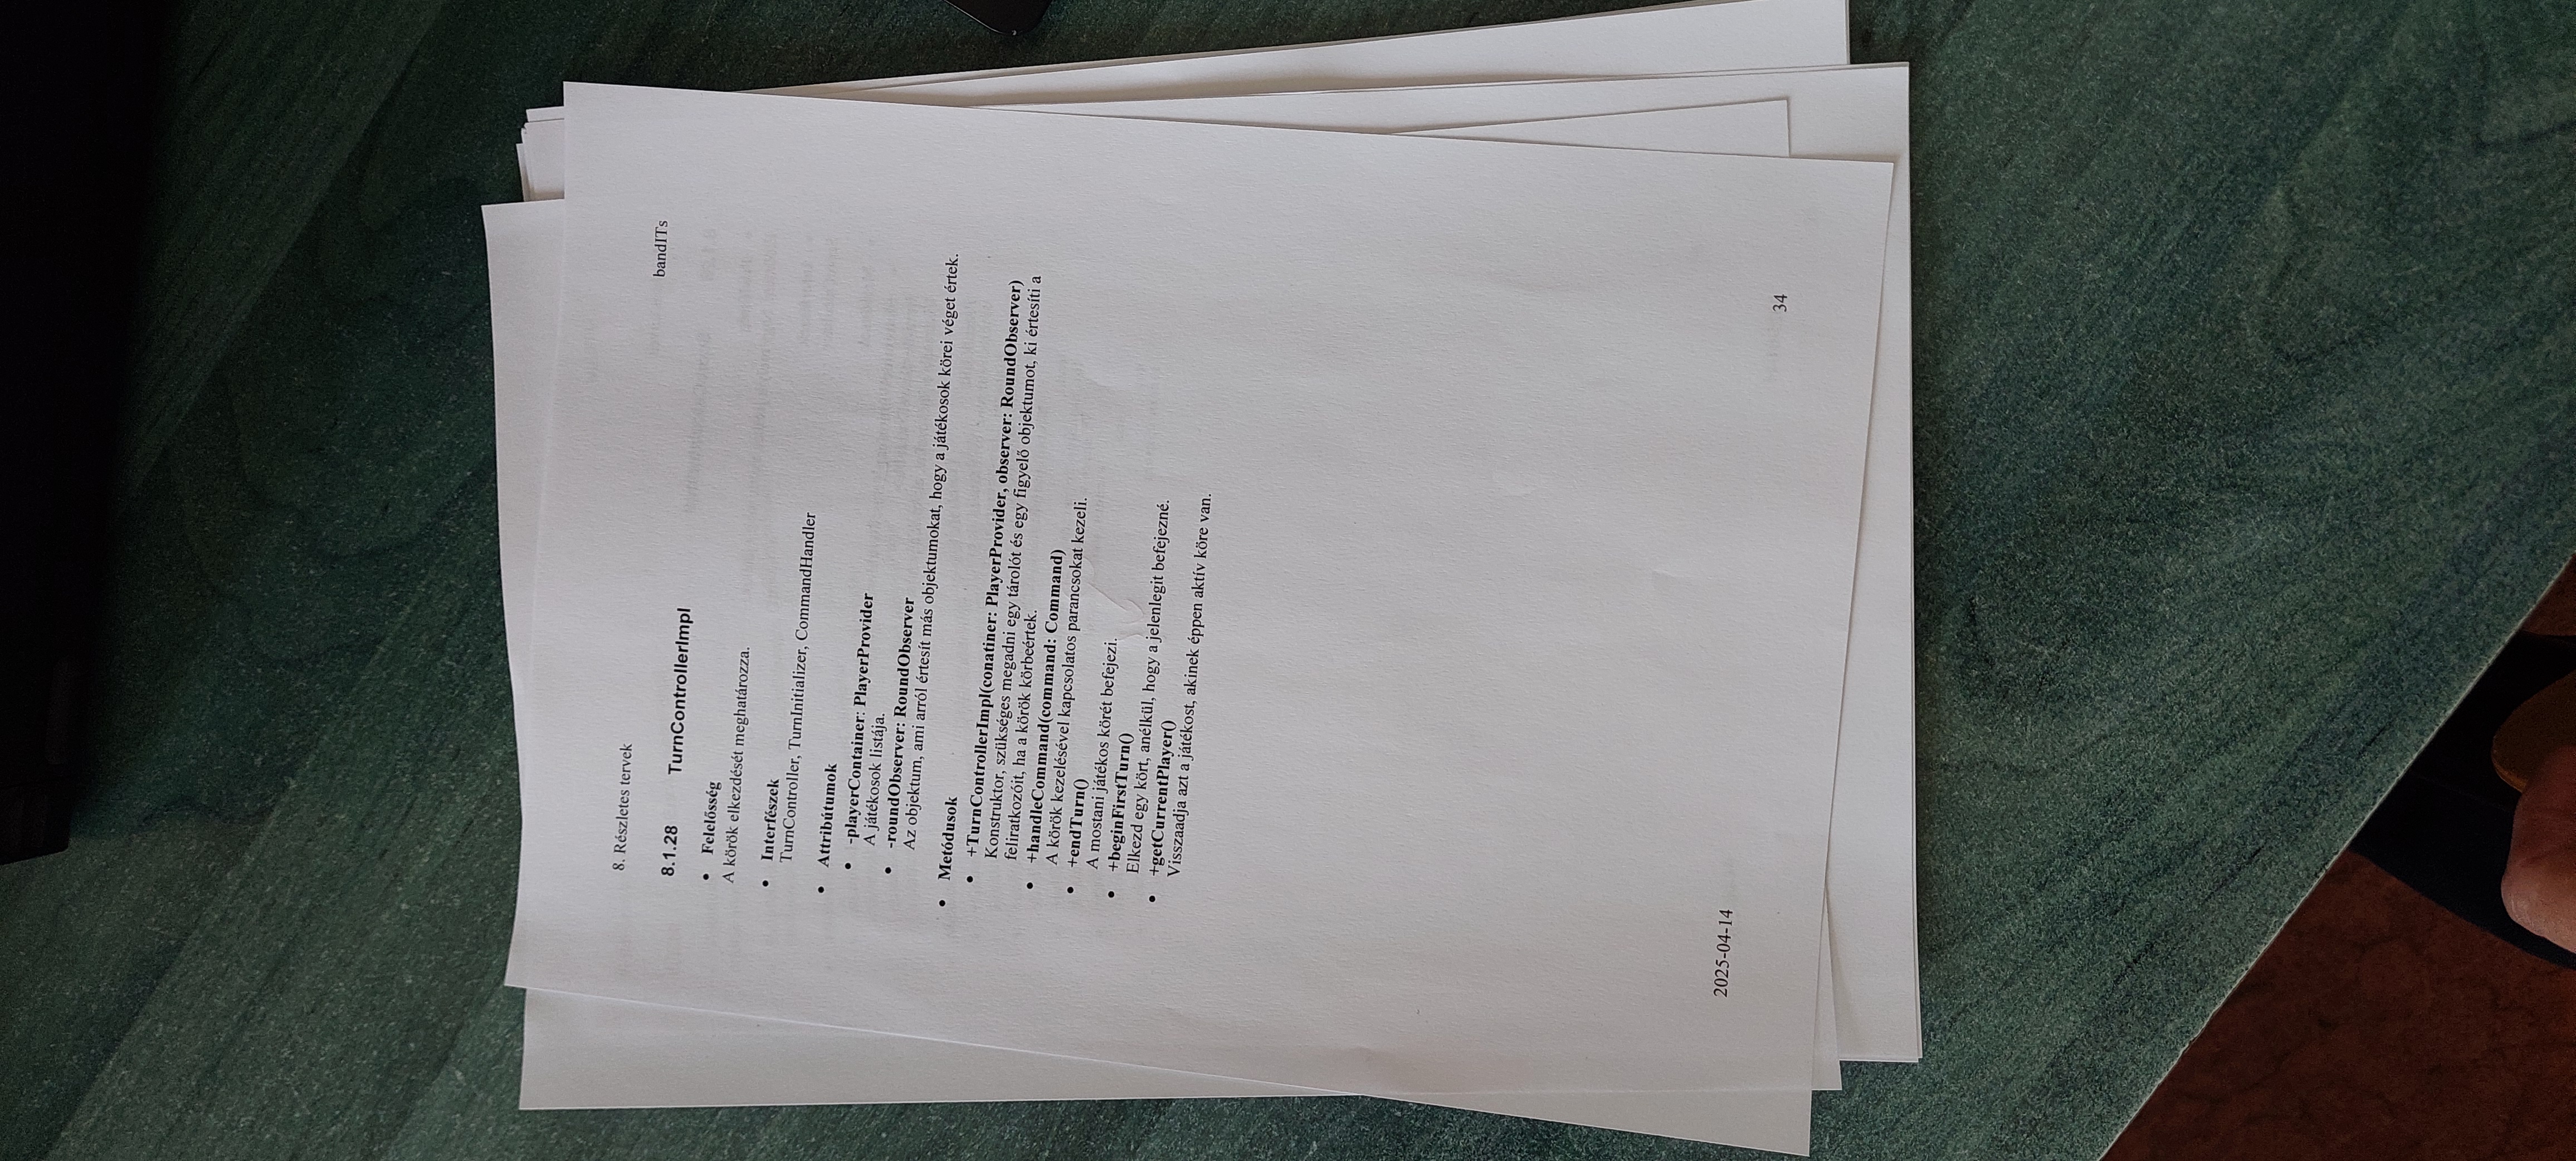 8. Részletes tervek bandITs
8.1.28 TurnControllerImpl
• Felelősség
A körök elkezdését meghatározza.
• Interfészek
TurnController, TurnInitializer, CommandHandler
• Attribútumok
• -playerContainer: PlayerProvider
A játékosok listája.
• -roundObserver: RoundObserver
Az objektum, ami arról értesít más objektumokat, hogy a játékosok körei véget értek.
• Metódusok
• +TurnControllerImpl(conatiner: PlayerProvider, observer: RoundObserver)
Konstruktor, szükséges megadni egy tárolót és egy figyelő objektumot, ki értesíti a
feliratkozóit, ha a körök körbeértek.
• +handleCommand(command: Command)
A körök kezelésével kapcsolatos parancsokat kezeli.
• +endTurn()
A mostani játékos körét befejezi.
• +beginFirstTurn()
Elkezd egy kört, anélkül, hogy a jelenlegit befejezné.
• +getCurrentPlayer()
Visszaadja azt a játékost, akinek éppen aktív köre van.
2025-04-14 34